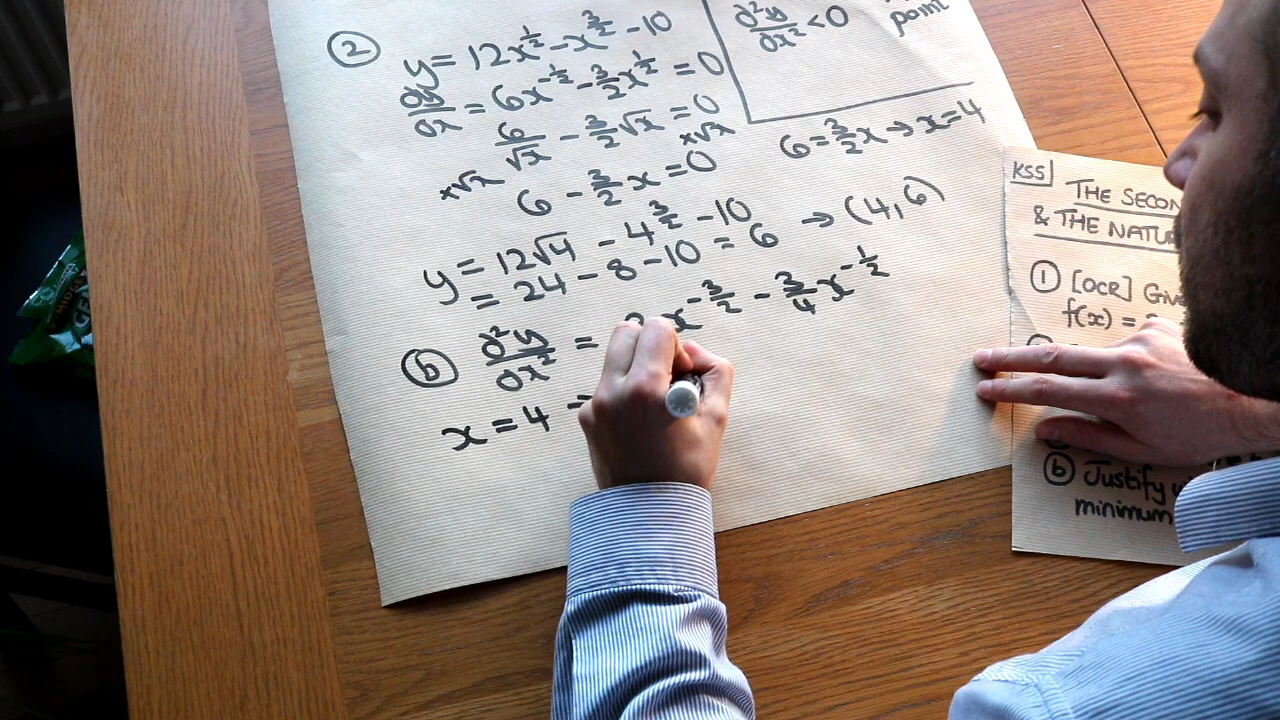 ② y = 12x^½ - x^(3/2) - 10
dy/dx = 6x^(-½) - 3/2 x^½ = 0
6/√x - 3/2 √x = 0
×√x ×√x
6 - 3/2 x = 0
6 = 3/2 x → x = 4
y = 12√4 - 4^(3/2) - 10
= 24 - 8 - 10 = 6 → (4, 6)
ⓑ d²y/dx² = x^(-3/2) - 3/4 x^(-½)
x = 4
d²y/dx² < 0
point
KSS
THE
& THE
① [OCR]
f(x) =
ⓑ Justify
minimum